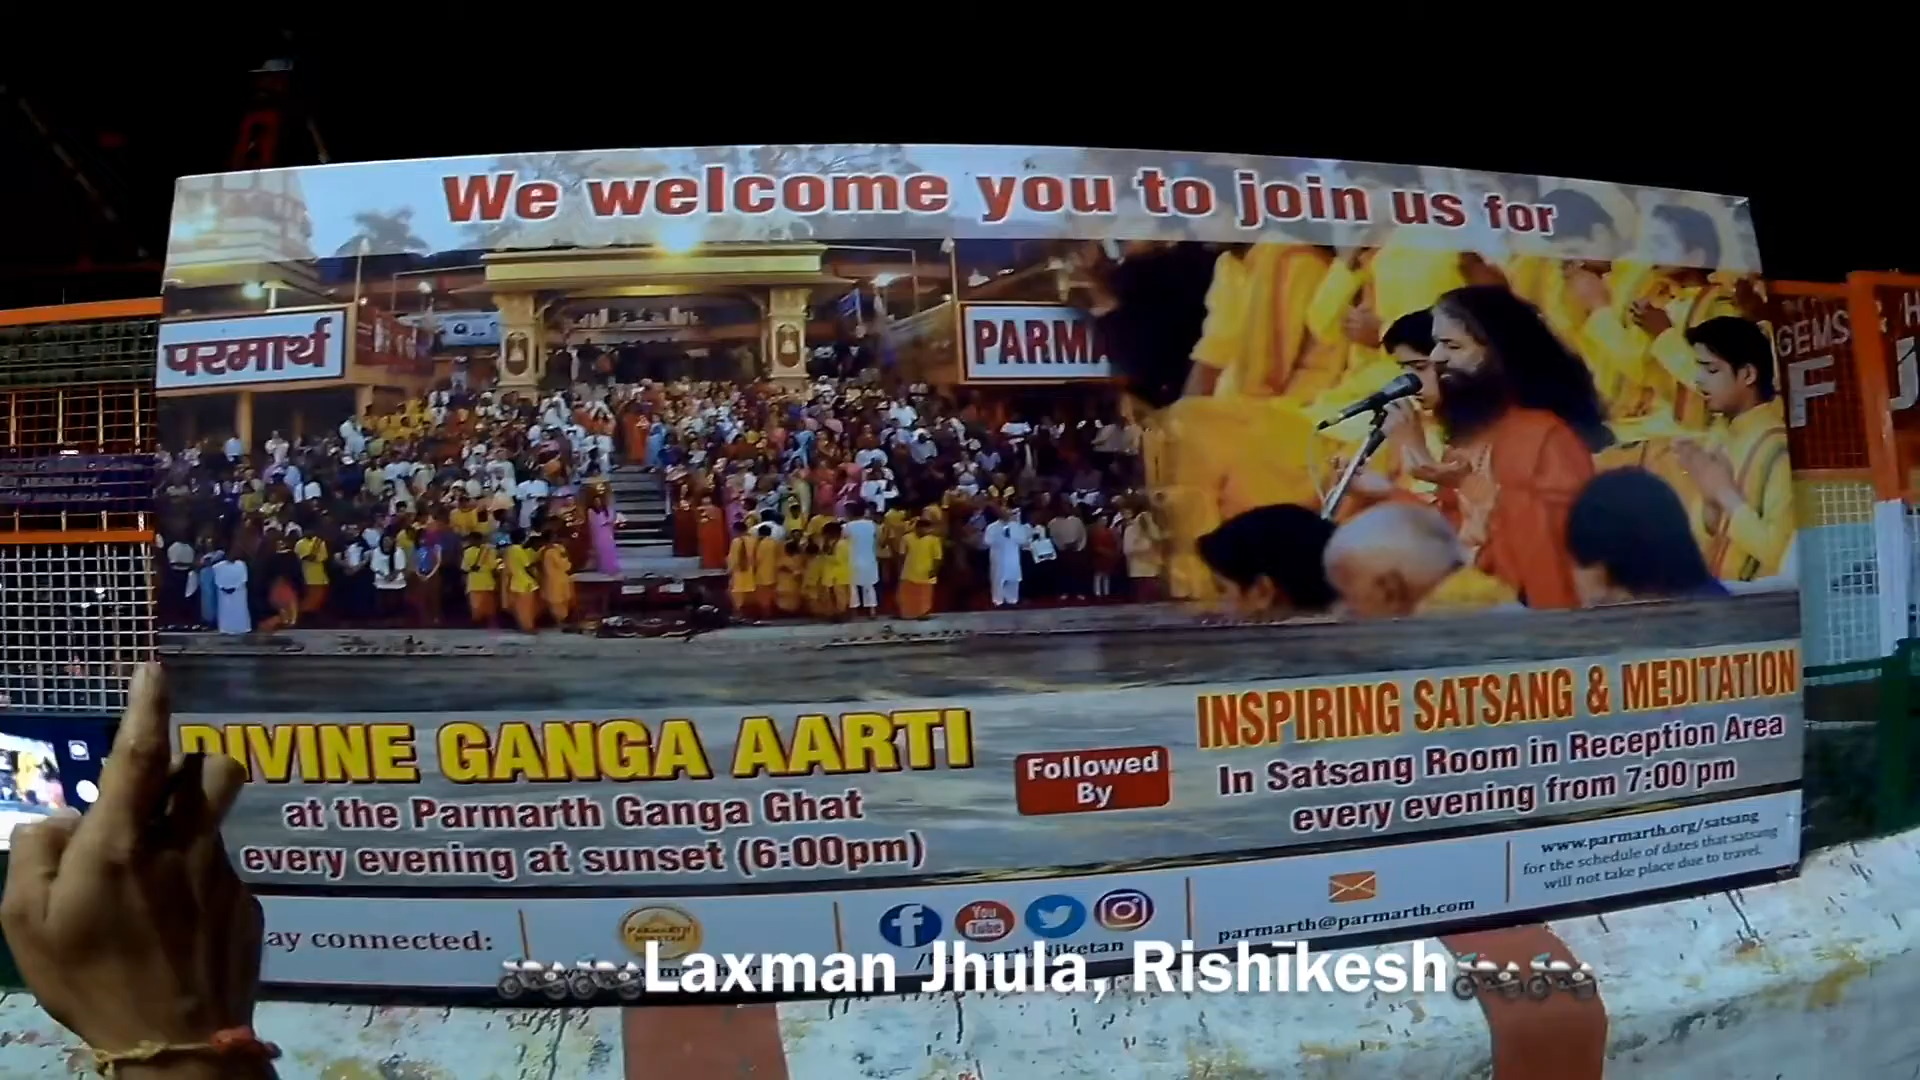 We welcome you to join us for
परमार्थ
PARMA
GEMS & H
F J
DIVINE GANGA AARTI
at the Parmarth Ganga Ghat
every evening at sunset (6:00pm)
Followed
By
INSPIRING SATSANG & MEDITATION
In Satsang Room in Reception Area
every evening from 7:00 pm
ay connected:
PARMARTH
You
Tube
parmarth@parmarth.com
www.parmarth.org/satsang
for the schedule of dates that satsang
will not take place due to travel.
Laxman Jhula, Rishīkesh